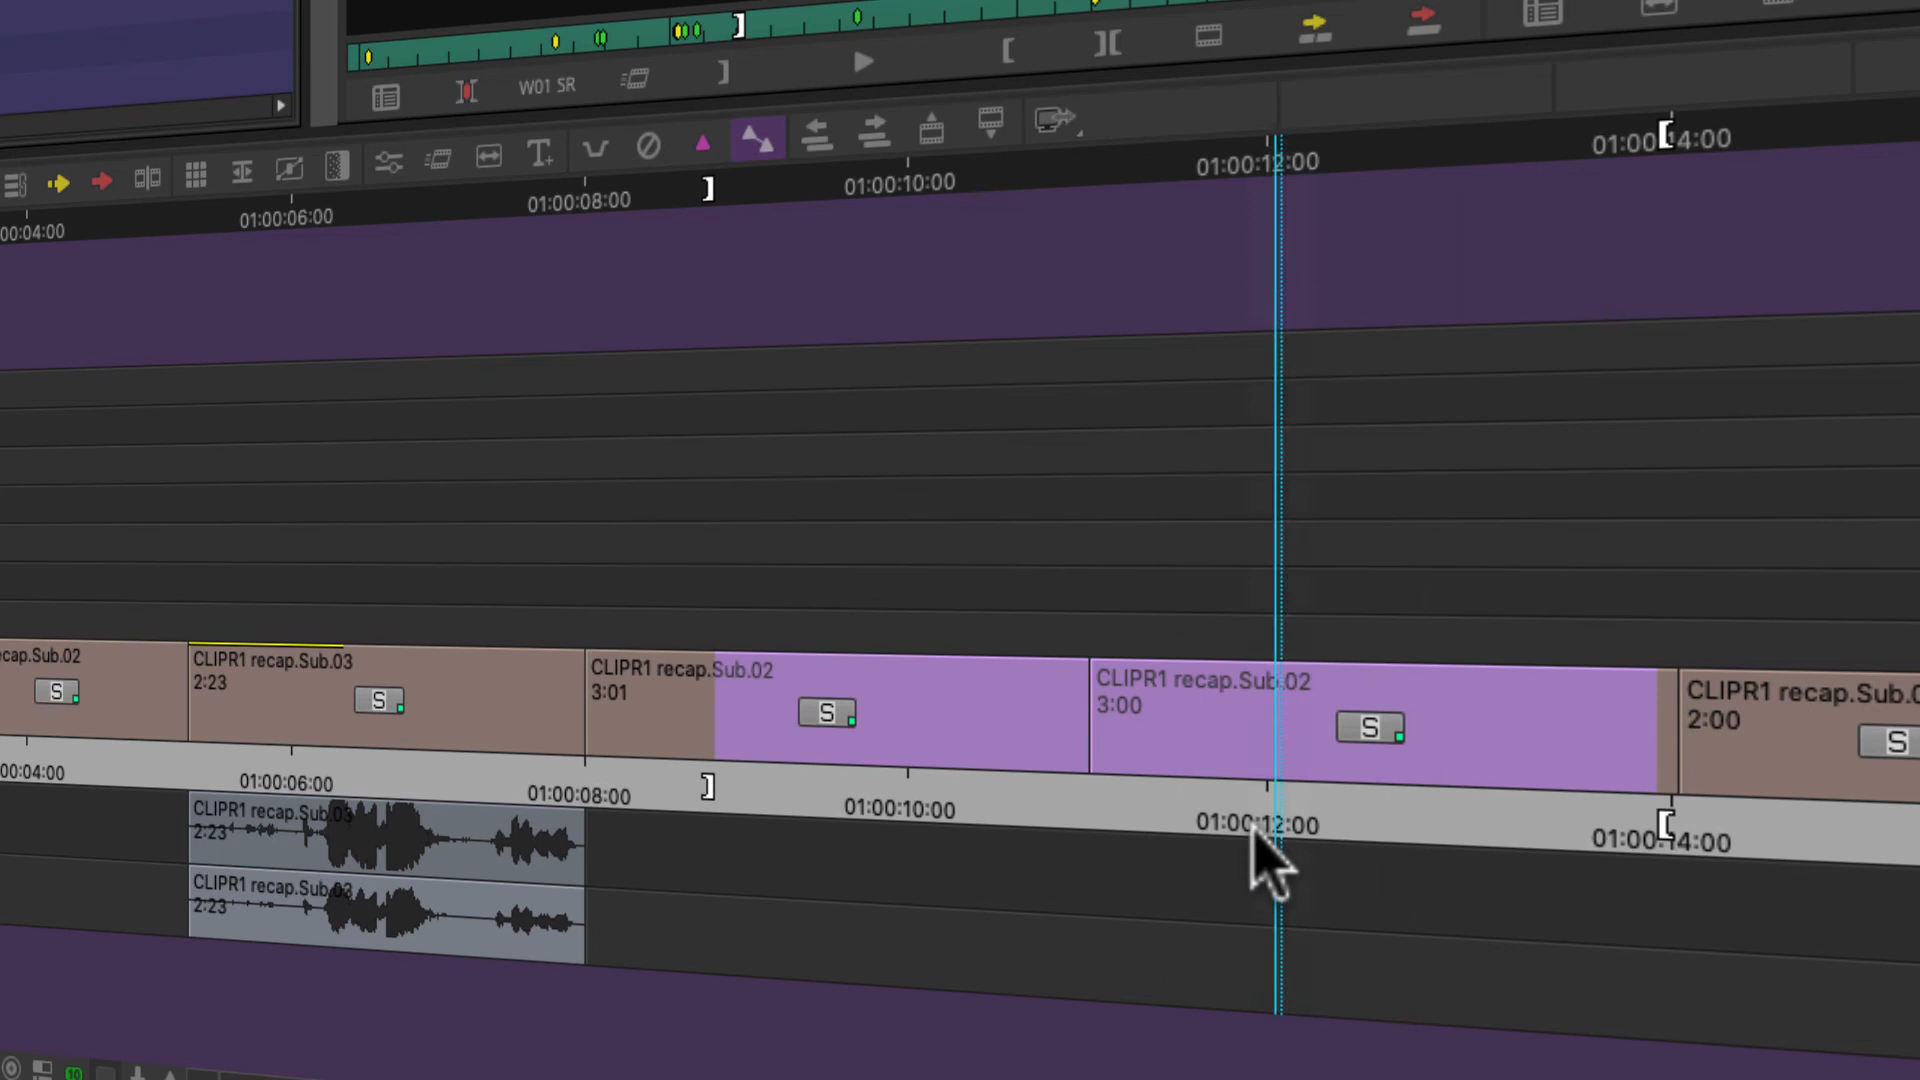 W01 SR
00:04:00
01:00:06:00
01:00:08:00
01:00:10:00
01:00:12:00
01:00:14:00
ecap.Sub.02
S
CLIPR1 recap.Sub.03
2:23
S
CLIPR1 recap.Sub.02
3:01
S
CLIPR1 recap.Sub.02
3:00
S
CLIPR1 recap.Sub.0
2:00
S
00:04:00
01:00:06:00
01:00:08:00
01:00:10:00
01:00:12:00
01:00:14:00
CLIPR1 recap.Sub.03
2:23
CLIPR1 recap.Sub.03
2:23
10